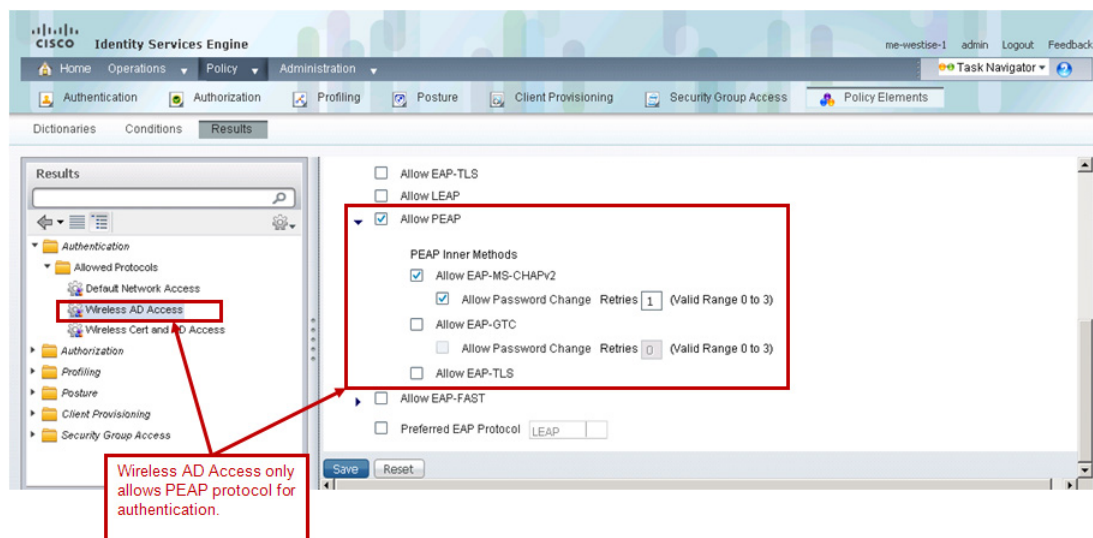 CISCO Identity Services Engine
me-westise-1 admin Logout Feedback
Home Operations Policy Administration
Task Navigator
Authentication Authorization Profiling Posture Client Provisioning Security Group Access Policy Elements
Dictionaries Conditions Results
Results
Authentication
Allowed Protocols
Default Network Access
Wireless AD Access
Wireless Cert and AD Access
Authorization
Profiling
Posture
Client Provisioning
Security Group Access
Allow EAP-TLS
Allow LEAP
Allow PEAP
PEAP Inner Methods
Allow EAP-MS-CHAPv2
Allow Password Change Retries 1 (Valid Range 0 to 3)
Allow EAP-GTC
Allow Password Change Retries 0 (Valid Range 0 to 3)
Allow EAP-TLS
Allow EAP-FAST
Preferred EAP Protocol LEAP
Save Reset
Wireless AD Access only
allows PEAP protocol for
authentication.